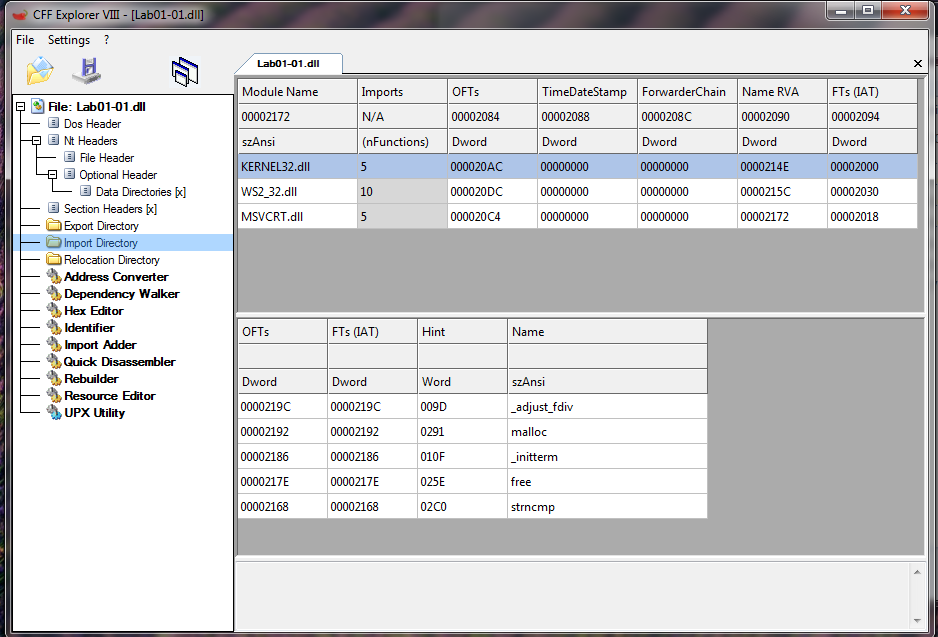 CFF Explorer VIII - [Lab01-01.dll]
File Settings ?
Lab01-01.dll
File: Lab01-01.dll
Dos Header
Nt Headers
File Header
Optional Header
Data Directories [x]
Section Headers [x]
Export Directory
Import Directory
Relocation Directory
Address Converter
Dependency Walker
Hex Editor
Identifier
Import Adder
Quick Disassembler
Rebuilder
Resource Editor
UPX Utility
Module Name Imports OFTs TimeDateStamp ForwarderChain Name RVA FTs (IAT)
00002172 N/A 00002084 00002088 0000208C 00002090 00002094
szAnsi (nFunctions) Dword Dword Dword Dword Dword
KERNEL32.dll 5 000020AC 00000000 00000000 0000214E 00002000
WS2_32.dll 10 000020DC 00000000 00000000 0000215C 00002030
MSVCRT.dll 5 000020C4 00000000 00000000 00002172 00002018
OFTs FTs (IAT) Hint Name
Dword Dword Word szAnsi
0000219C 0000219C 009D _adjust_fdiv
00002192 00002192 0291 malloc
00002186 00002186 010F _initterm
0000217E 0000217E 025E free
00002168 00002168 02C0 strncmp